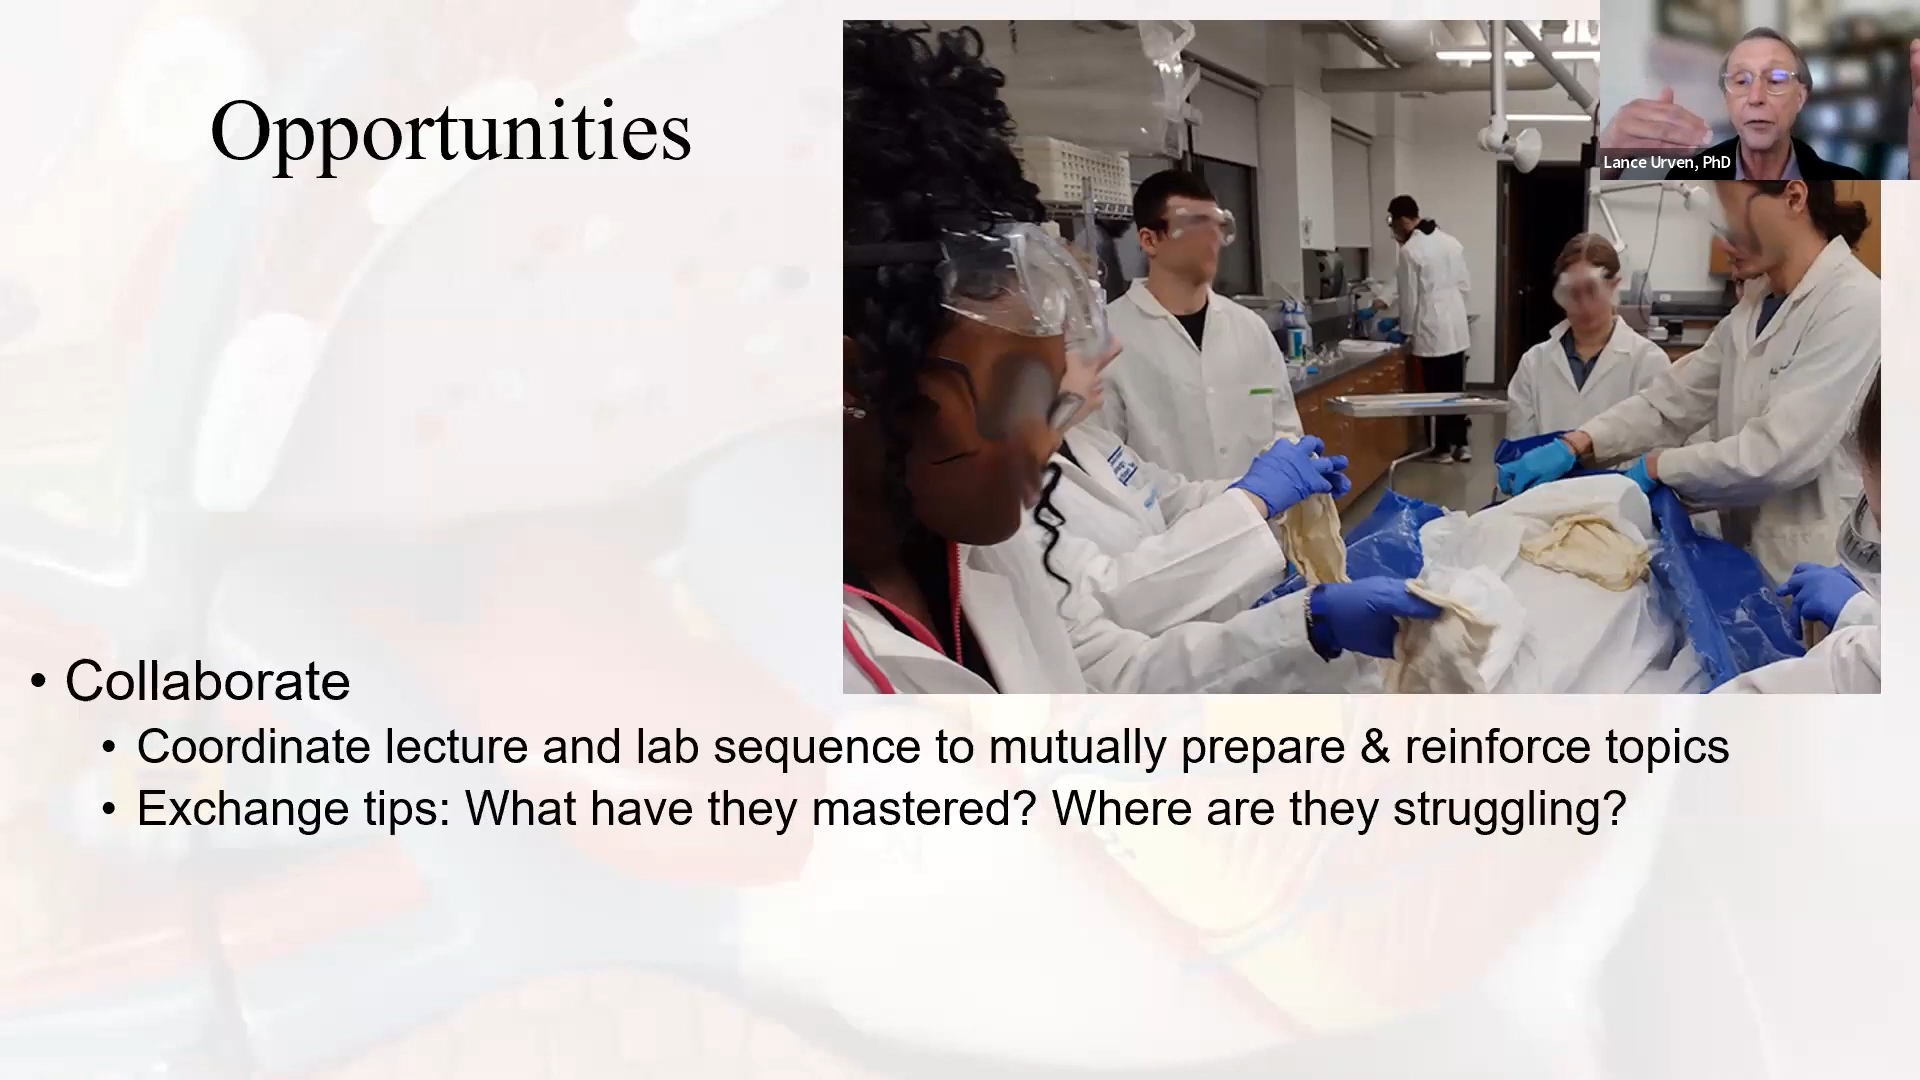 Opportunities
Lance Urven, PhD
• Collaborate
• Coordinate lecture and lab sequence to mutually prepare & reinforce topics
• Exchange tips: What have they mastered? Where are they struggling?